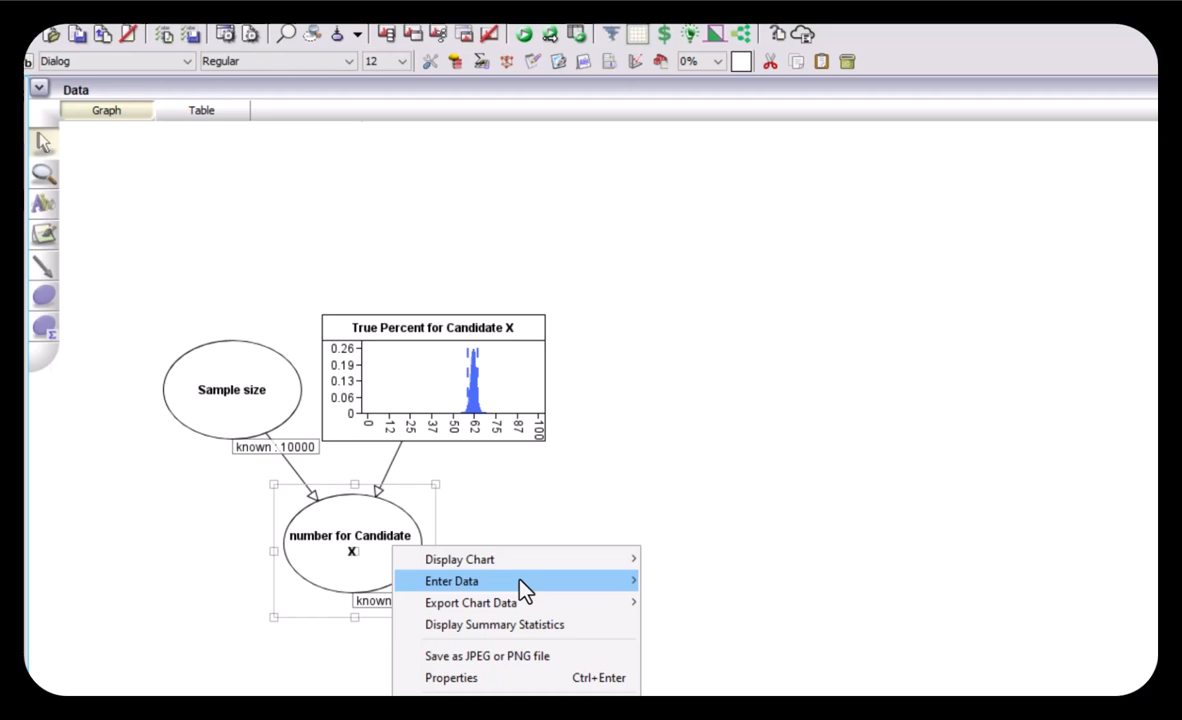 Dialog
Regular
12
0%
Data
Graph
Table
Abc
Σ
True Percent for Candidate X
0.26
0.19
0.13
0.06
0
0 12 25 37 50 62 75 87 100
Sample size
known : 10000
number for Candidate
X
known
Display Chart
Enter Data
Export Chart Data
Display Summary Statistics
Save as JPEG or PNG file
Properties Ctrl+Enter